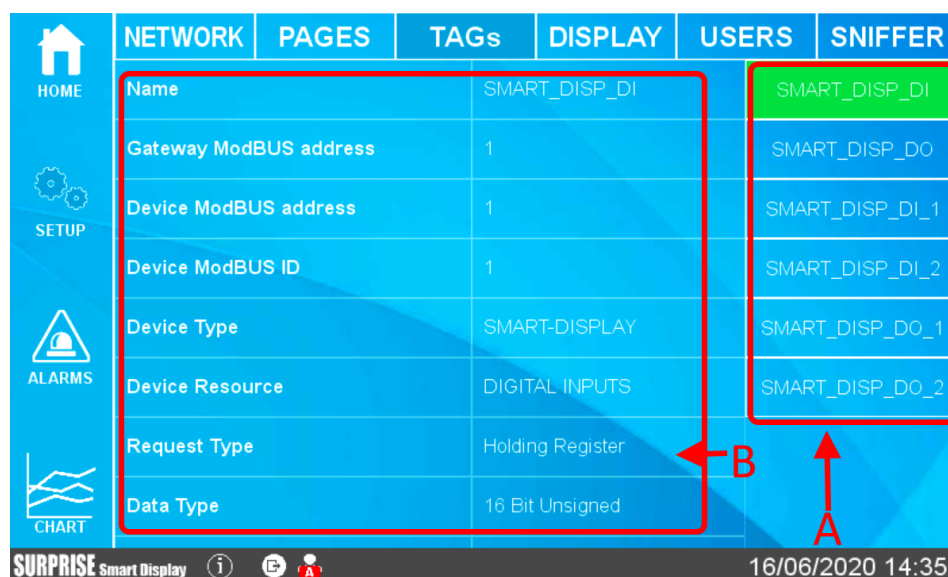 NETWORK PAGES TAGs DISPLAY USERS SNIFFER
HOME
Name SMART_DISP_DI SMART_DISP_DI
Gateway ModBUS address 1 SMART_DISP_DO
SETUP
Device ModBUS address 1 SMART_DISP_DI_1
Device ModBUS ID 1 SMART_DISP_DI_2
Device Type SMART-DISPLAY SMART_DISP_DO_1
ALARMS
Device Resource DIGITAL INPUTS SMART_DISP_DO_2
Request Type Holding Register
B
Data Type 16 Bit Unsigned
CHART
A
SURPRISE Smart Display i A 16/06/2020 14:35